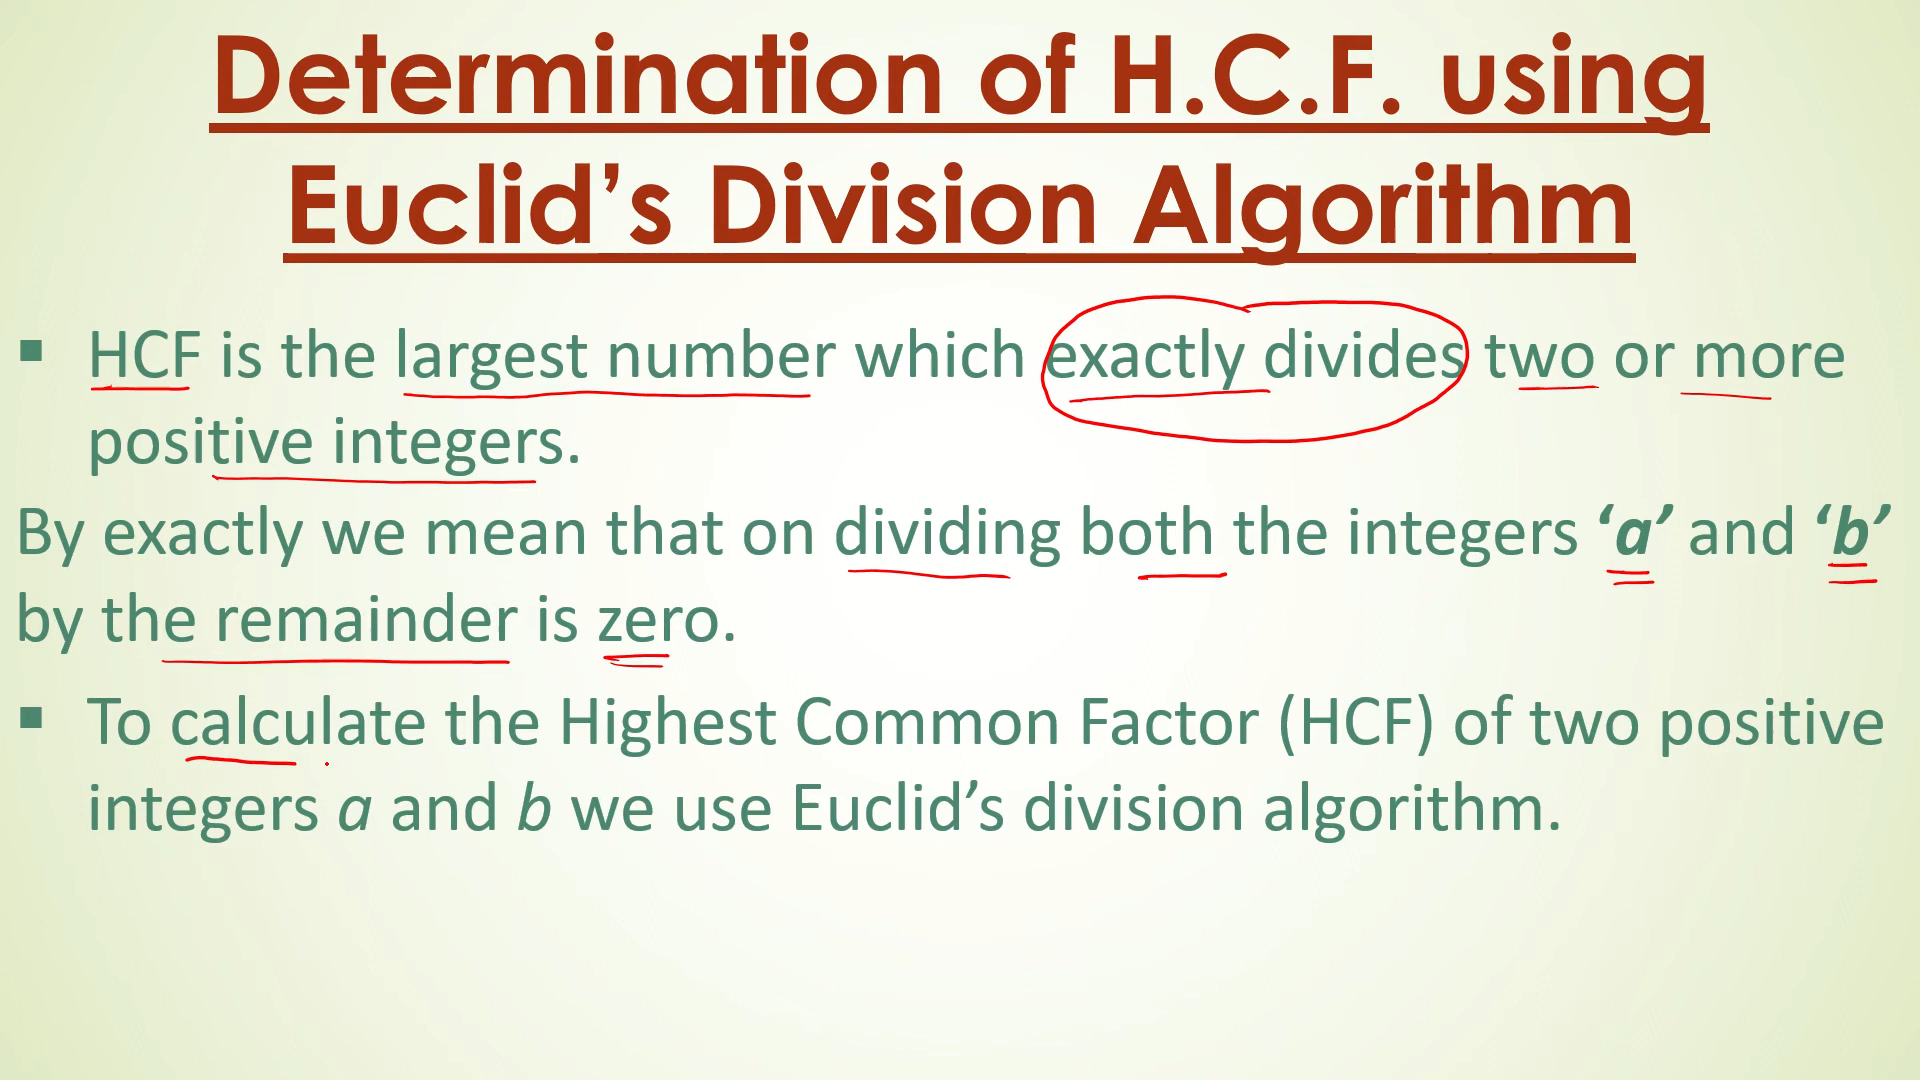 Determination of H.C.F. using
Euclid’s Division Algorithm
▪ HCF is the largest number which exactly divides two or more
positive integers.
By exactly we mean that on dividing both the integers ‘a’ and ‘b’
by the remainder is zero.
▪ To calculate the Highest Common Factor (HCF) of two positive
integers a and b we use Euclid’s division algorithm.